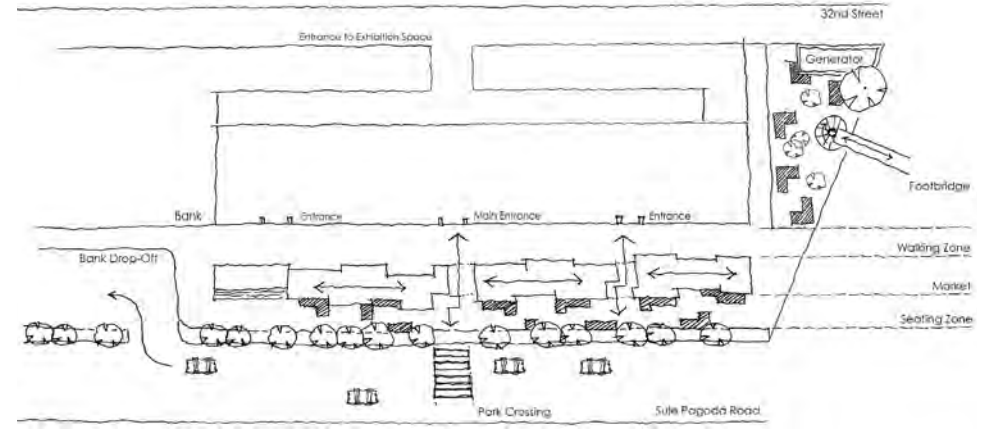 32nd Street
Entrance to Exhibition Space
Generator
Footbridge
Bank
Entrance
Main Entrance
Entrance
Walking Zone
Bank Drop-Off
Market
Seating Zone
Park Crossing
Sule Pagoda Road